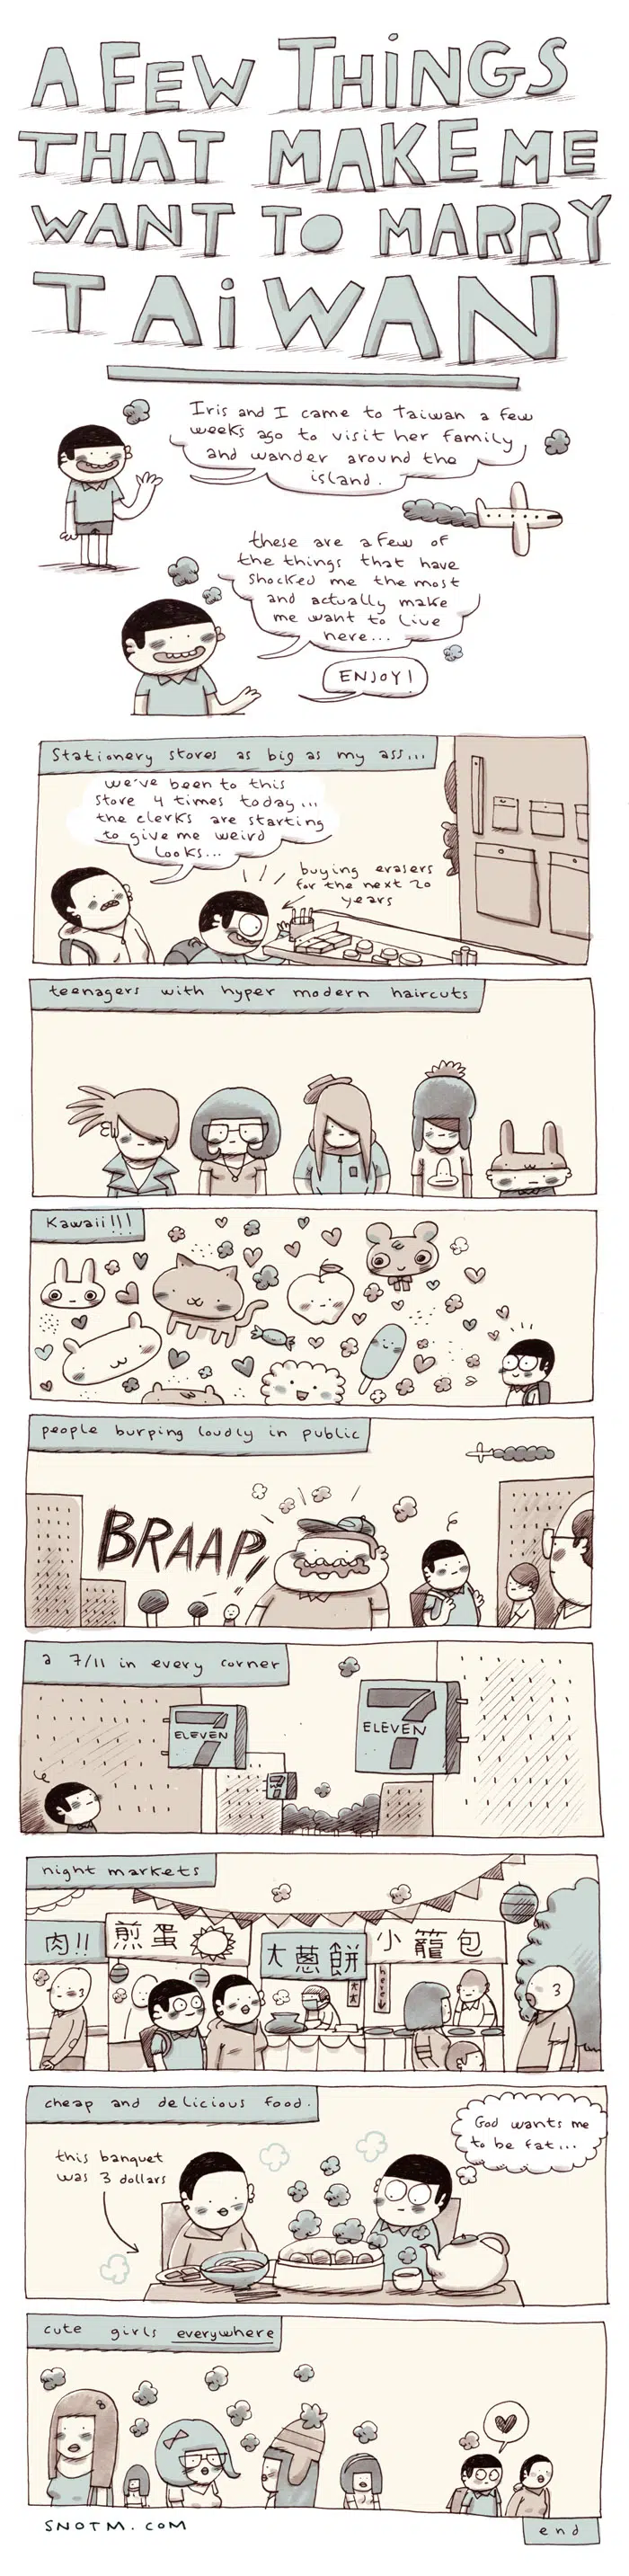 A FEW THINGS
THAT MAKE ME
WANT TO MARRY
TAiWAN
Iris and I came to taiwan a few
weeks ago to visit her family
and wander around the
island.
these are a few of
the things that have
shocked me the most
and actually make
me want to live
here...
ENJOY!
Stationery stores as big as my ass...
we've been to this
store 4 times today...
the clerks are starting
to give me weird
looks...
buying erasers
for the next 20
years
teenagers with hyper modern haircuts
Kawaii!!!
people burping loudly in public
BRAAP!
a 7/11 in every corner
7
ELEVEN
7
ELEVEN
7
night markets
肉!!
煎蛋
大蔥餅
小籠包
cheap and delicious food.
God wants me
to be fat...
this banquet
was 3 dollars
cute girls everywhere
SNOTM.COM
end